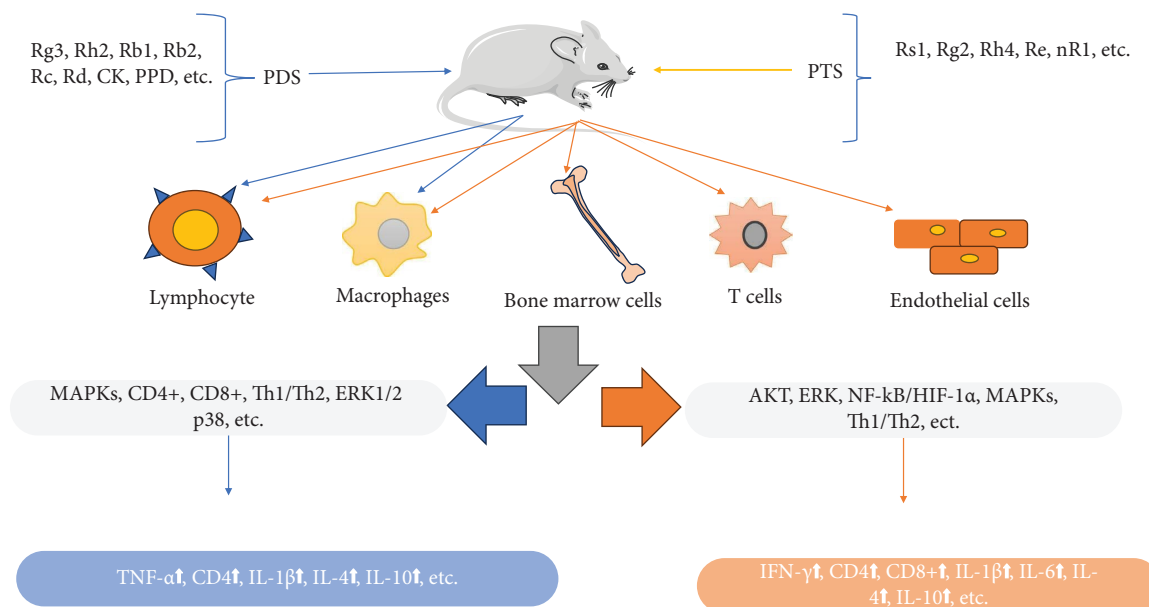 Rg3, Rh2, Rb1, Rb2,
Rc, Rd, CK, PPD, etc.
PDS
PTS
Rs1, Rg2, Rh4, Re, nR1, etc.
Lymphocyte
Macrophages
Bone marrow cells
T cells
Endothelial cells
MAPKs, CD4+, CD8+, Th1/Th2, ERK1/2
p38, etc.
AKT, ERK, NF-kB/HIF-1α, MAPKs,
Th1/Th2, ect.
TNF-α⬆, CD4⬆, IL-1β⬆, IL-4⬆, IL-10⬆, etc.
IFN-γ⬆, CD4⬆, CD8+⬆, IL-1β⬆, IL-6⬆, IL-
4⬆, IL-10⬆, etc.